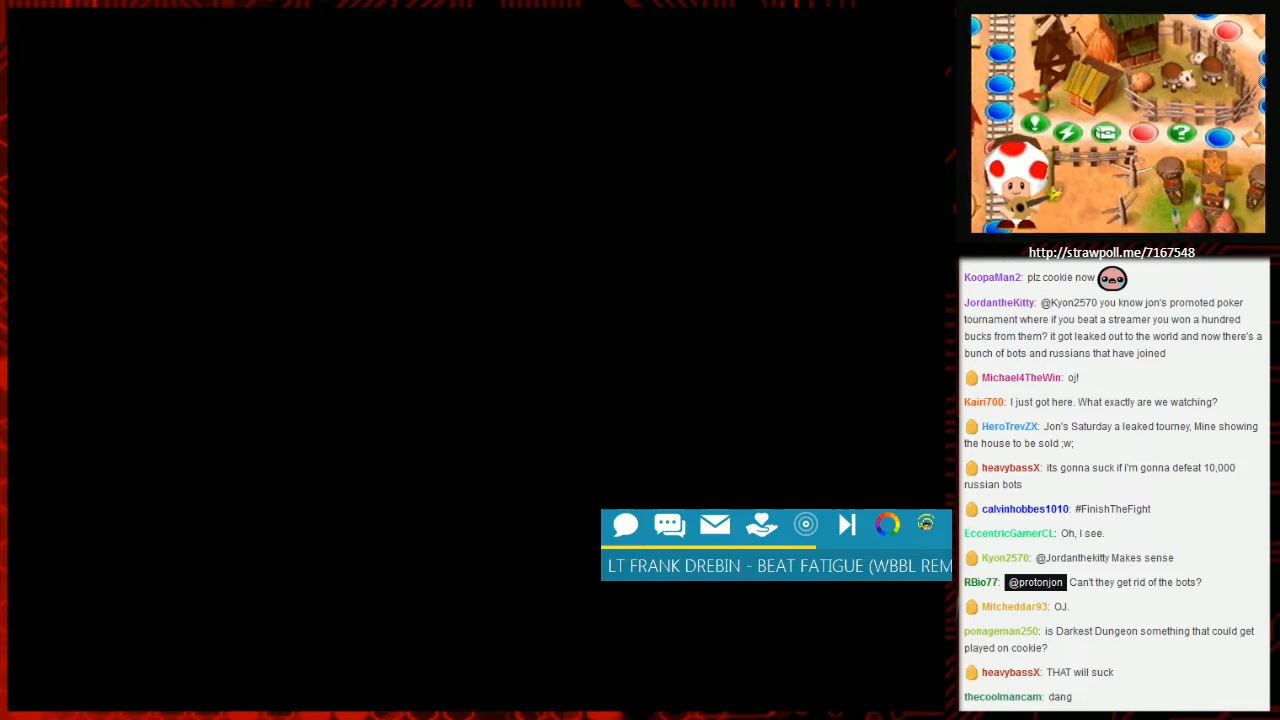 http://strawpoll.me/7167548
KoopaMan2: plz cookie now
JordantheKitty: @Kyon2570 you know jon's promoted poker
tournament where if you beat a streamer you won a hundred
bucks from them? it got leaked out to the world and now there's a
bunch of bots and russians that have joined
Michael4TheWin: oj!
Kairi700: I just got here. What exactly are we watching?
HeroTrevZX: Jon's Saturday a leaked tourney, Mine showing
the house to be sold ;w;
heavybassX: its gonna suck if i'm gonna defeat 10,000
russian bots
calvinhobbes1010: #FinishTheFight
EccentricGamerCL: Oh, I see.
Kyon2570: @Jordanthekitty Makes sense
RBio77: @protonjon Can't they get rid of the bots?
Mitcheddar93: OJ.
ponageman250: is Darkest Dungeon something that could get
played on cookie?
heavybassX: THAT will suck
thecoolmancam: dang
LT FRANK DREBIN - BEAT FATIGUE (WBBL REM